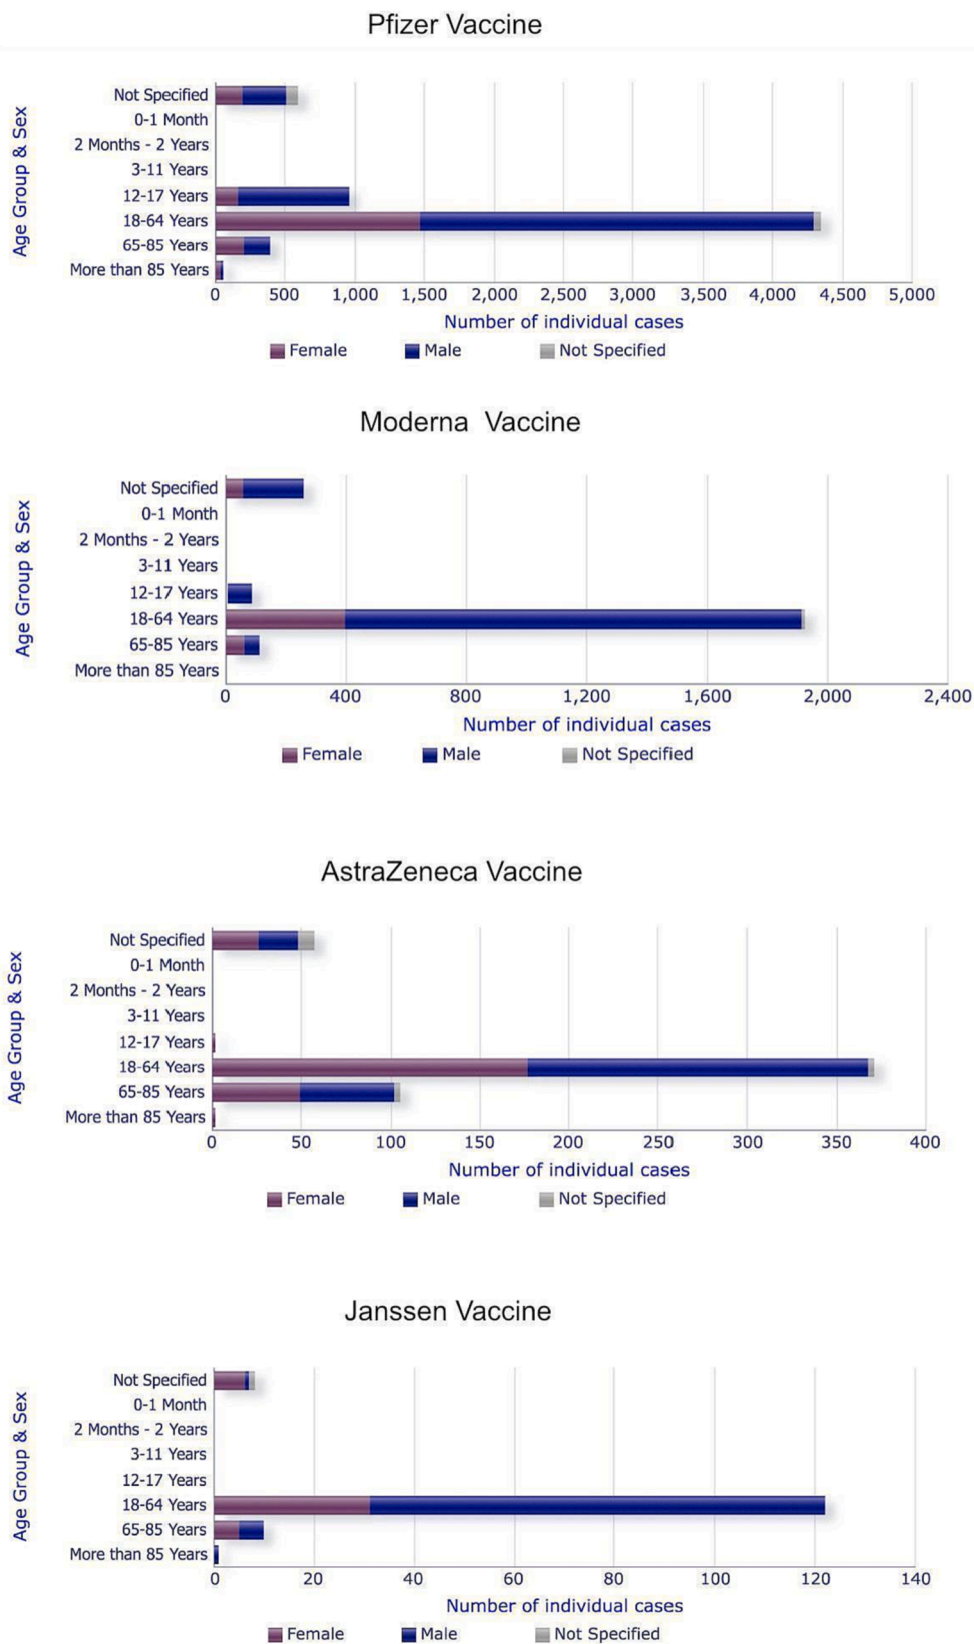 Pfizer Vaccine
Age Group & Sex
Not Specified
0-1 Month
2 Months - 2 Years
3-11 Years
12-17 Years
18-64 Years
65-85 Years
More than 85 Years
0 500 1,000 1,500 2,000 2,500 3,000 3,500 4,000 4,500 5,000
Number of individual cases
Female Male Not Specified
Moderna Vaccine
Age Group & Sex
Not Specified
0-1 Month
2 Months - 2 Years
3-11 Years
12-17 Years
18-64 Years
65-85 Years
More than 85 Years
0 400 800 1,200 1,600 2,000 2,400
Number of individual cases
Female Male Not Specified
AstraZeneca Vaccine
Age Group & Sex
Not Specified
0-1 Month
2 Months - 2 Years
3-11 Years
12-17 Years
18-64 Years
65-85 Years
More than 85 Years
0 50 100 150 200 250 300 350 400
Number of individual cases
Female Male Not Specified
Janssen Vaccine
Age Group & Sex
Not Specified
0-1 Month
2 Months - 2 Years
3-11 Years
12-17 Years
18-64 Years
65-85 Years
More than 85 Years
0 20 40 60 80 100 120 140
Number of individual cases
Female Male Not Specified